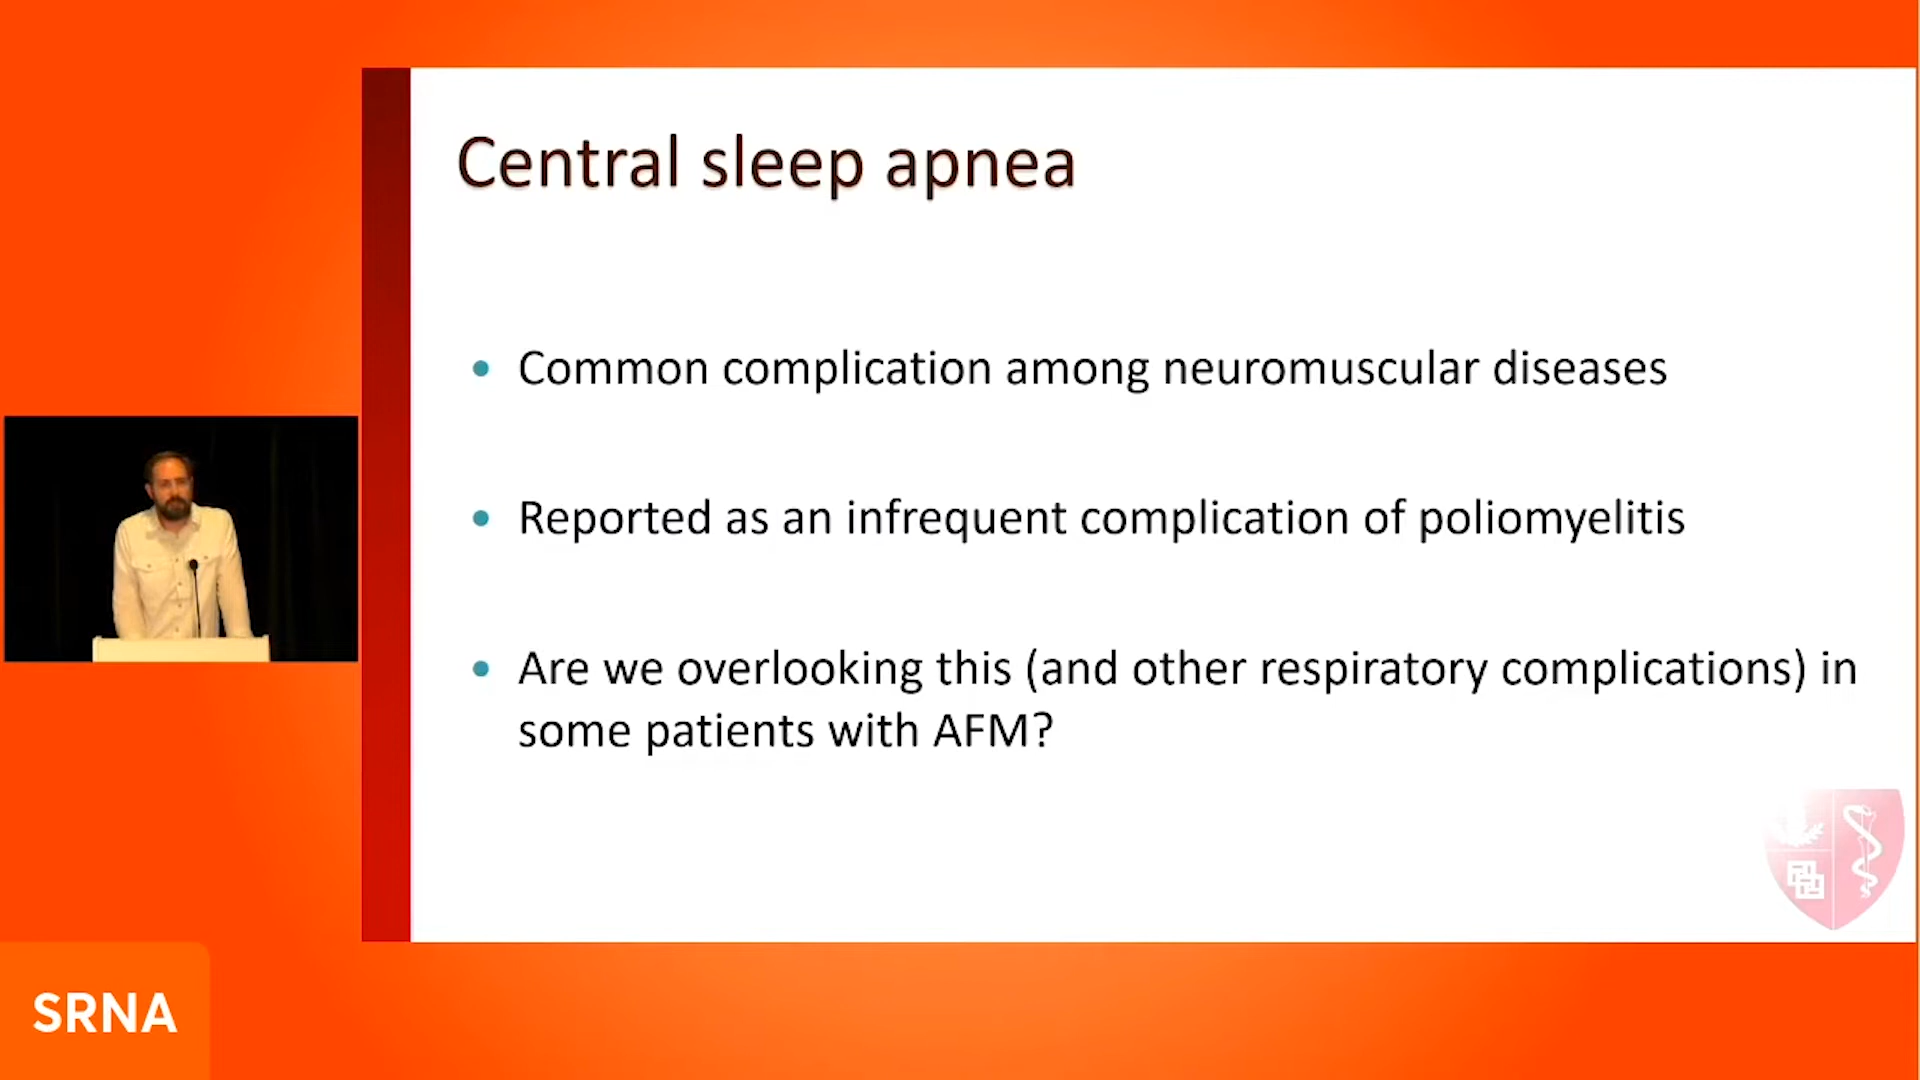 Central sleep apnea
Common complication among neuromuscular diseases
Reported as an infrequent complication of poliomyelitis
Are we overlooking this (and other respiratory complications) in
some patients with AFM?
SRNA